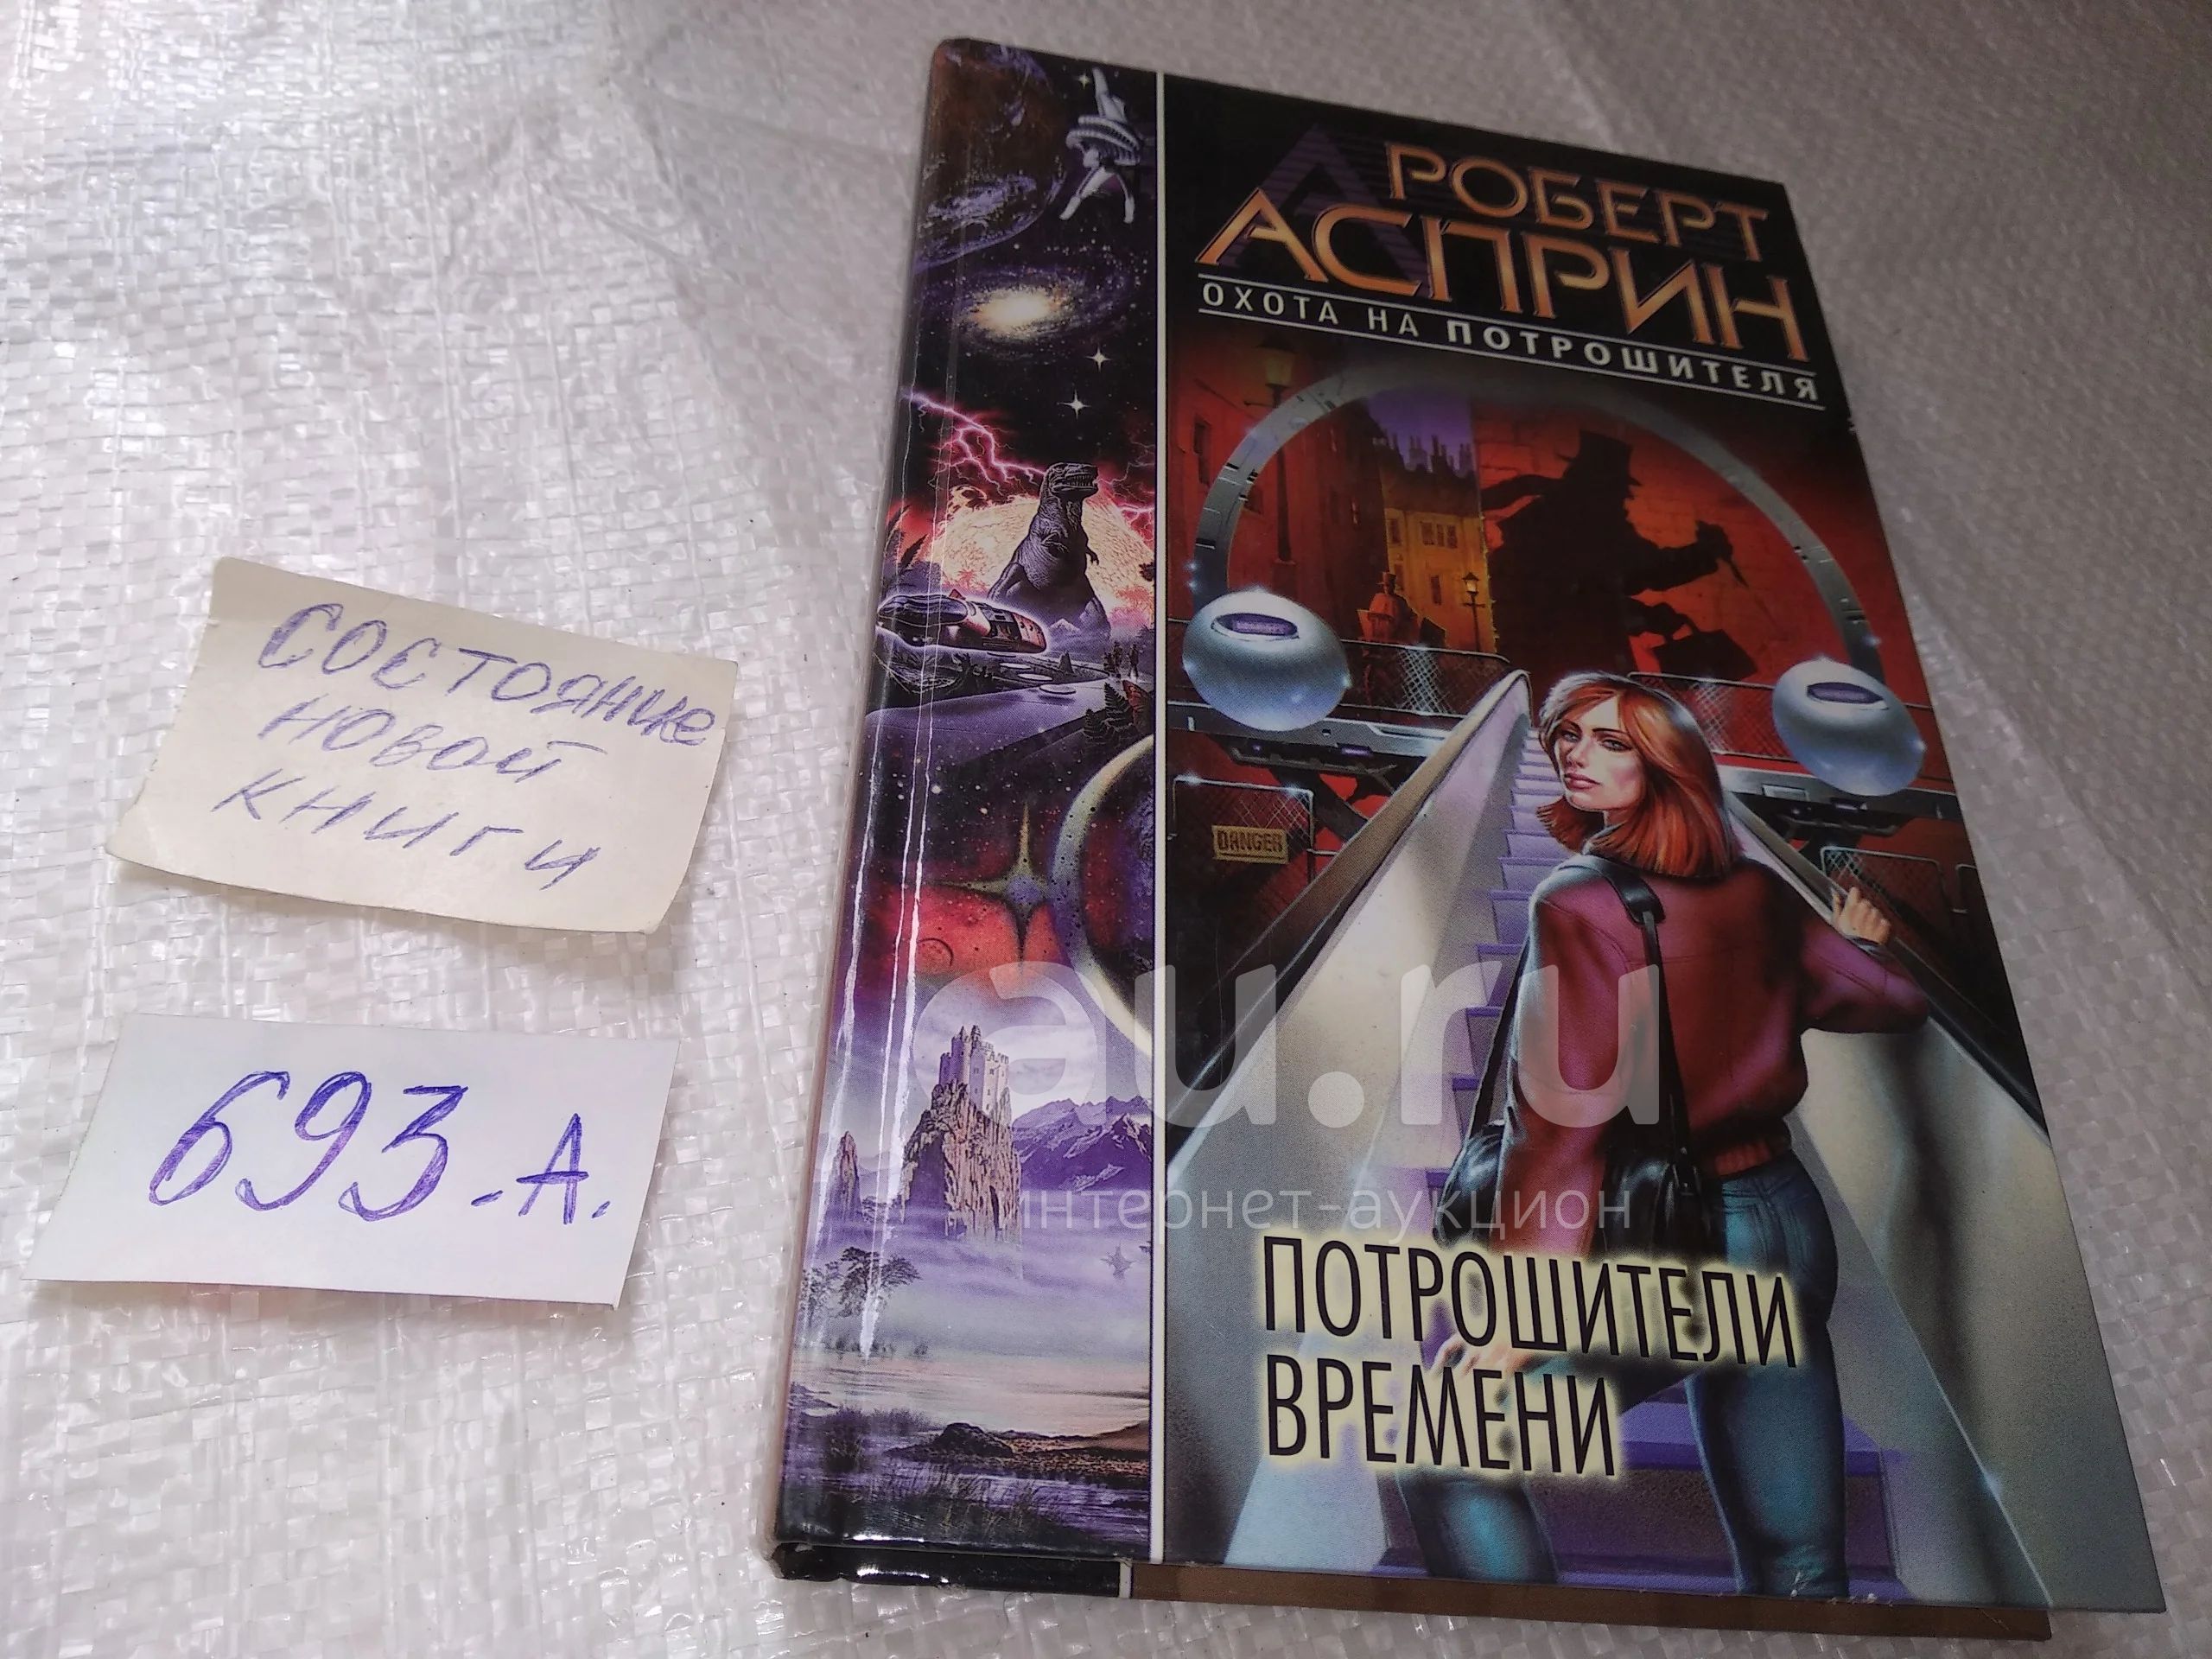 РОБЕРТ
АСПРИН
ОХОТА НА ПОТРОШИТЕЛЯ
DANGER
СОСТОЯНИЕ
НОВОЙ
КНИГИ
693-А.
au.ru
интернет-аукцион
ПОТРОШИТЕЛИ
ВРЕМЕНИ